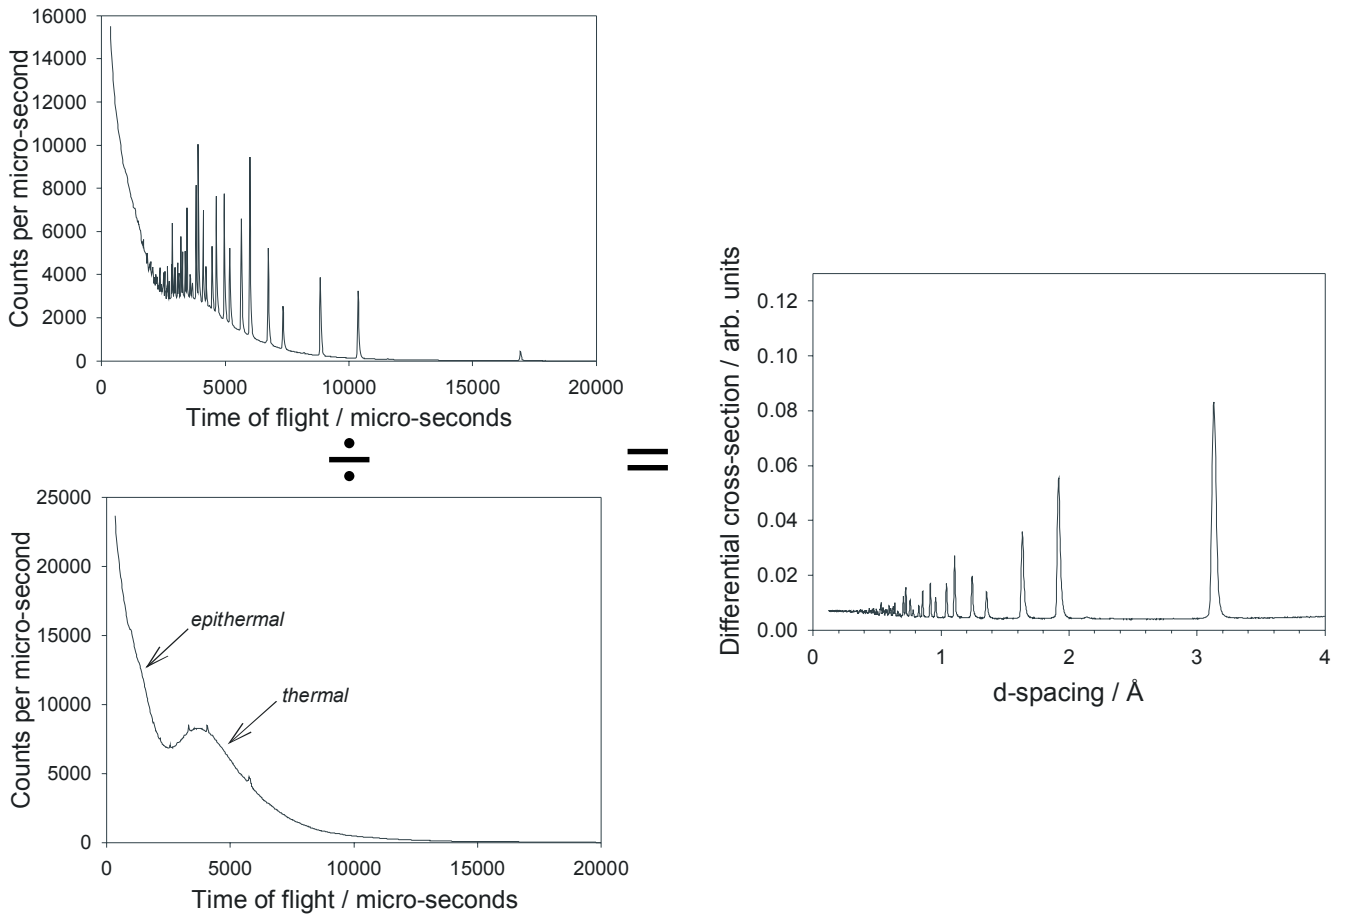 16000
14000
12000
10000
8000
6000
4000
2000
0
Counts per micro-second
0 5000 10000 15000 20000
Time of flight / micro-seconds
÷
=
25000
20000
15000
10000
5000
0
Counts per micro-second
epithermal
thermal
0 5000 10000 15000 20000
Time of flight / micro-seconds
0.12
0.10
0.08
0.06
0.04
0.02
0.00
Differential cross-section / arb. units
0 1 2 3 4
d-spacing / Å